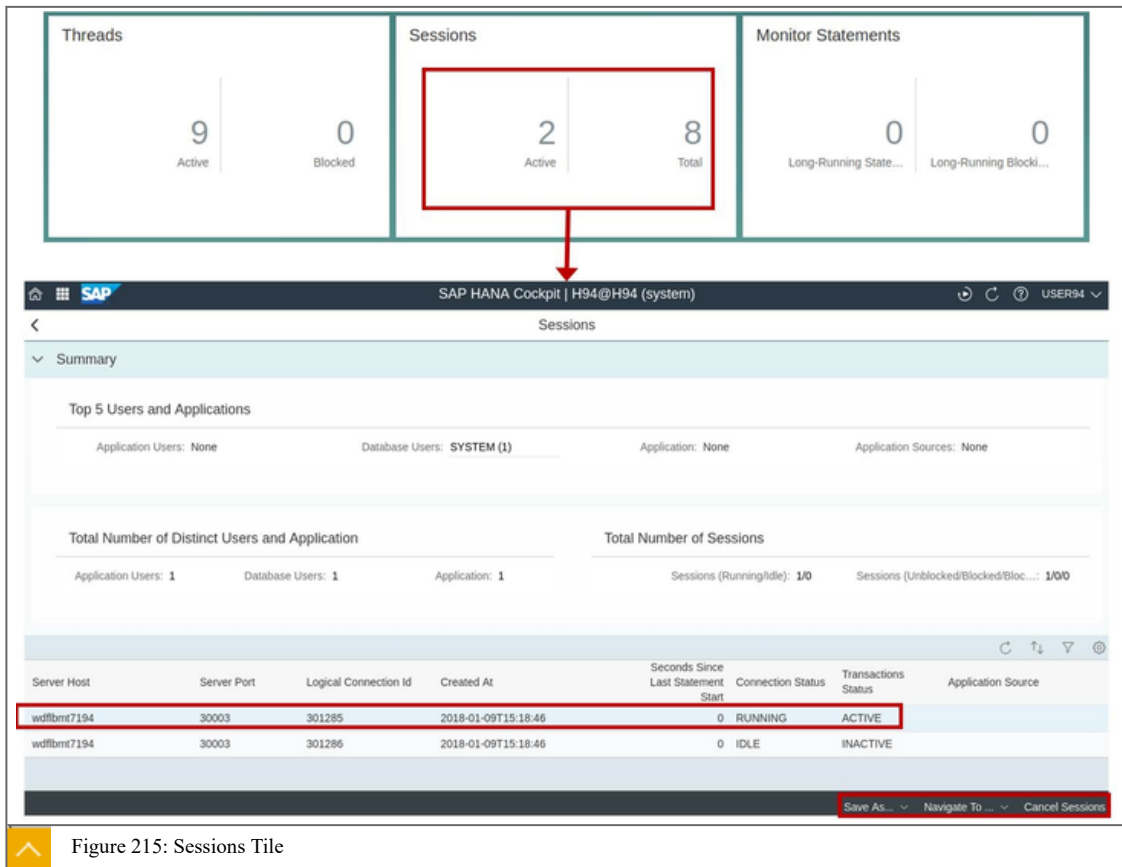 Threads Sessions Monitor Statements
9 0 2 8 0 0
Active Blocked Active Total Long-Running State... Long-Running Blocki...
SAP SAP HANA Cockpit | H94@H94 (system) USER94
Sessions
Summary
Top 5 Users and Applications
Application Users: None Database Users: SYSTEM (1) Application: None Application Sources: None
Total Number of Distinct Users and Application Total Number of Sessions
Application Users: 1 Database Users: 1 Application: 1 Sessions (Running/Idle): 1/0 Sessions (Unblocked/Blocked/Bloc...: 1/0/0
Server Host Server Port Logical Connection Id Created At Seconds Since Last Statement Start Connection Status Transactions Status Application Source
wdflbmt7194 30003 301285 2018-01-09T15:18:46 0 RUNNING ACTIVE
wdflbmt7194 30003 301286 2018-01-09T15:18:46 0 IDLE INACTIVE
Save As... Navigate To ... Cancel Sessions
Figure 215: Sessions Tile